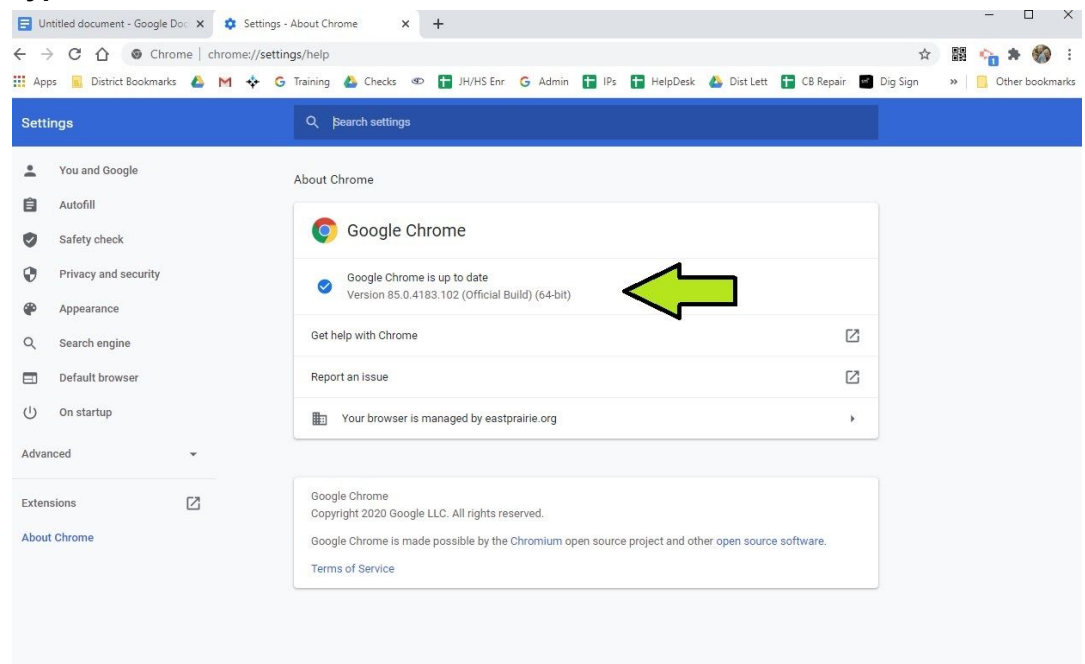 Untitled document - Google Doc
Settings - About Chrome
Chrome | chrome://settings/help
1
Apps District Bookmarks Training Checks JH/HS Enr Admin IPs HelpDesk Dist Lett CB Repair Dig Sign » Other bookmarks
Settings
Search settings
You and Google
Autofill
Safety check
Privacy and security
Appearance
Search engine
Default browser
On startup
Advanced
Extensions
About Chrome
About Chrome
Google Chrome
Google Chrome is up to date
Version 85.0.4183.102 (Official Build) (64-bit)
Get help with Chrome
Report an issue
Your browser is managed by eastprairie.org
Google Chrome
Copyright 2020 Google LLC. All rights reserved.
Google Chrome is made possible by the Chromium open source project and other open source software.
Terms of Service